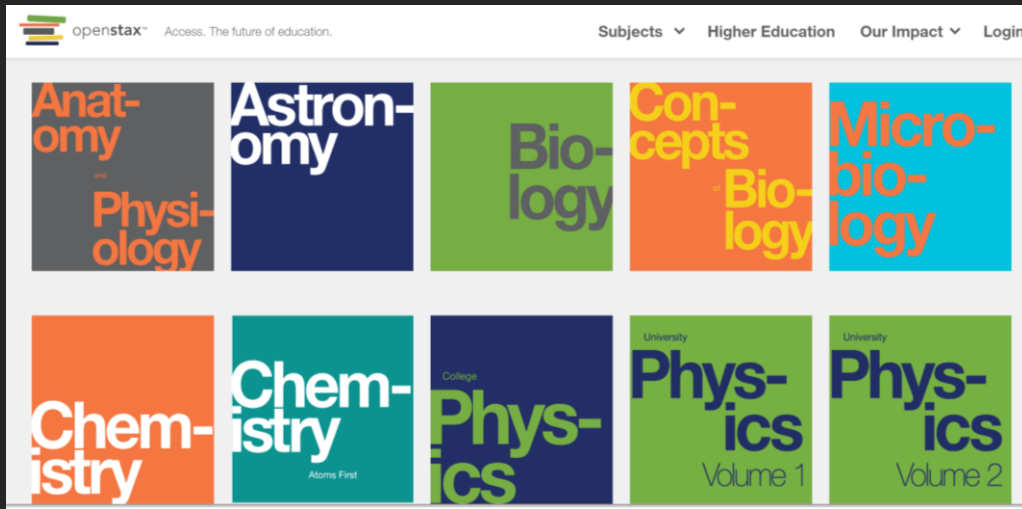 openstax™ Access. The future of education.
Subjects Higher Education Our Impact Login
Anat-
omy
and
Physi-
ology
Astron-
omy
Bio-
logy
Con-
cepts
of Bio-
logy
Micro-
bio-
logy
Chem-
istry
Chem-
istry
Atoms First
College
Phys-
ics
University
Phys-
ics
Volume 1
University
Phys-
ics
Volume 2